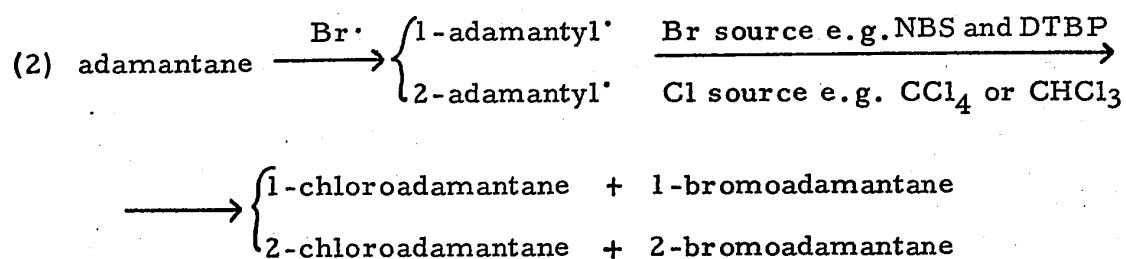 Br· 1-adamantyl· Br source e.g. NBS and DTBP
(2) adamantane
2-adamantyl· Cl source e.g. CCl4 or CHCl3
1-chloroadamantane + 1-bromoadamantane
2-chloroadamantane + 2-bromoadamantane